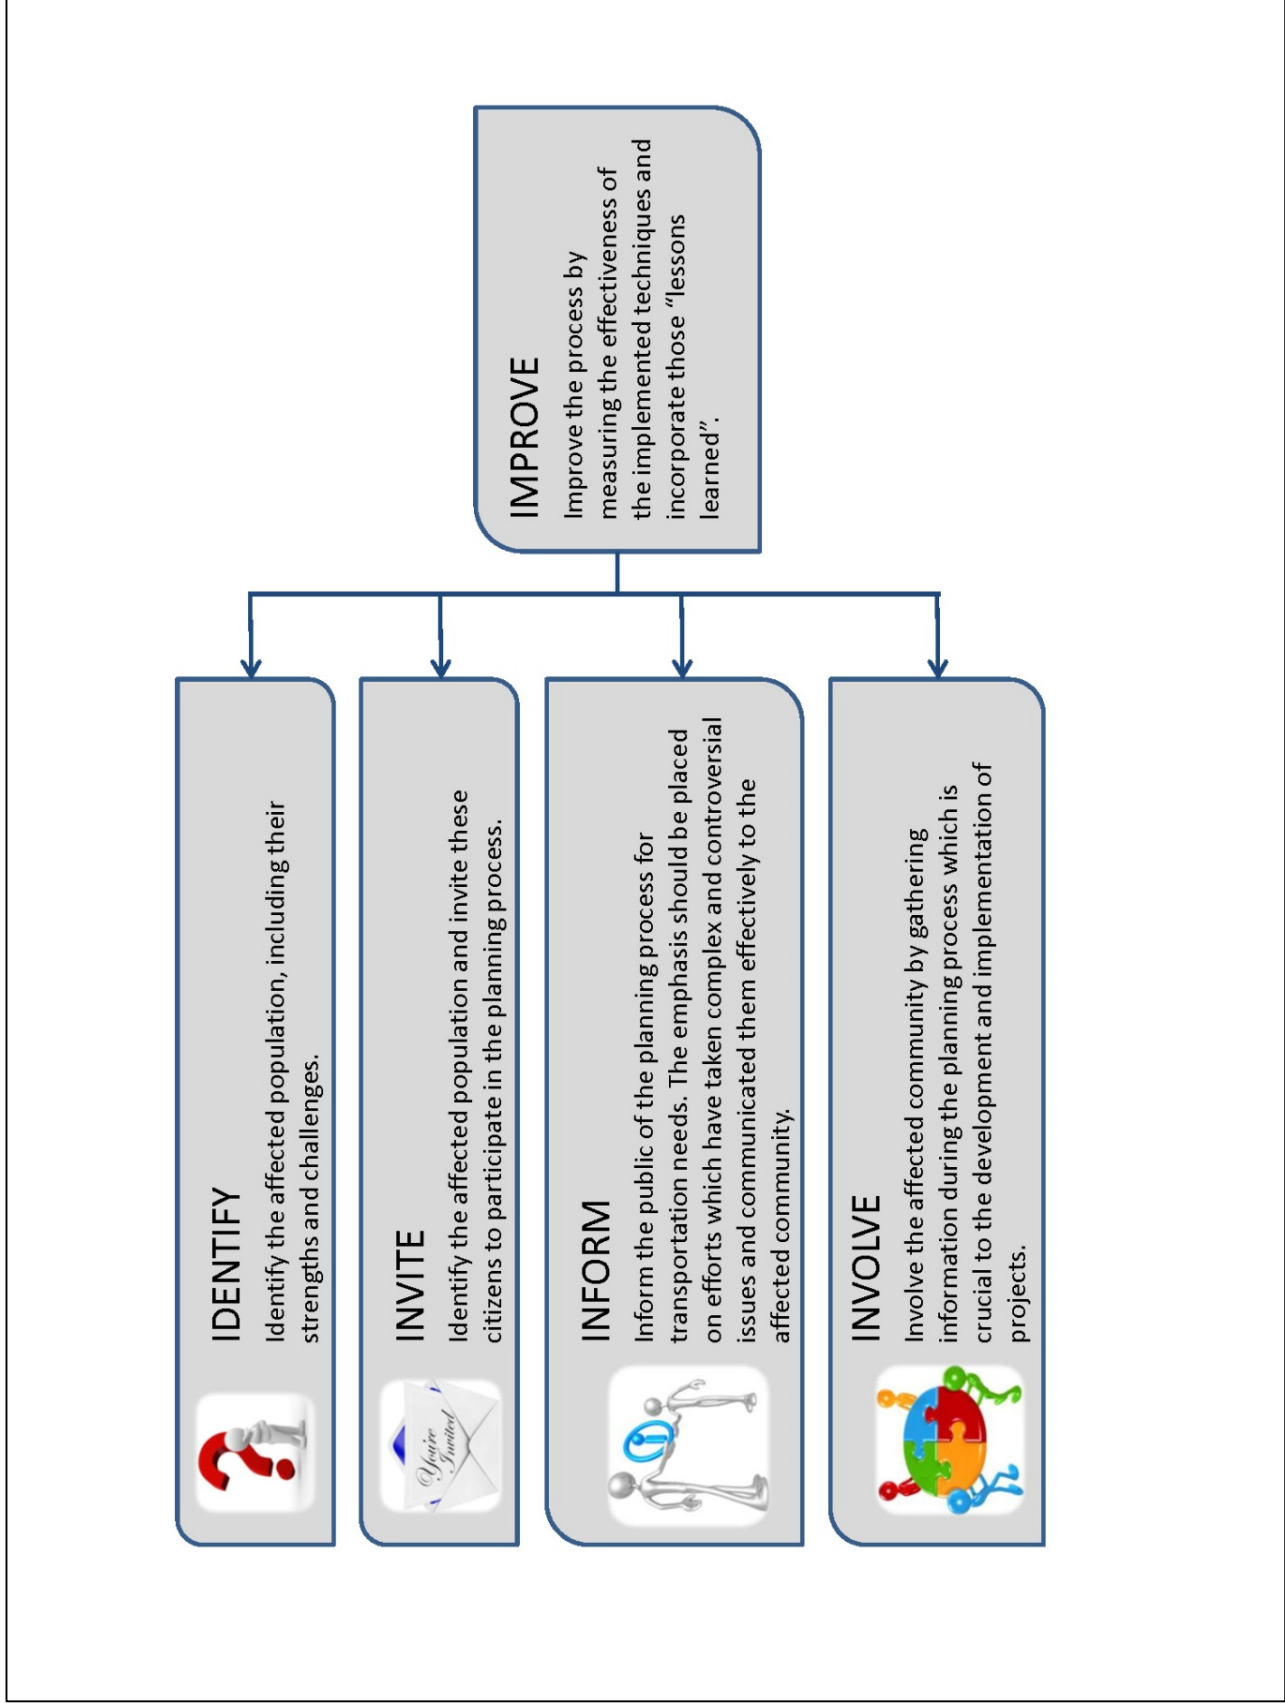 IDENTIFY
Identify the affected population, including their
strengths and challenges.
You're
Invited
INVITE
Identify the affected population and invite these
citizens to participate in the planning process.
i
INFORM
Inform the public of the planning process for
transportation needs. The emphasis should be placed
on efforts which have taken complex and controversial
issues and communicated them effectively to the
affected community.
INVOLVE
Involve the affected community by gathering
information during the planning process which is
crucial to the development and implementation of
projects.
IMPROVE
Improve the process by
measuring the effectiveness of
the implemented techniques and
incorporate those “lessons
learned”.